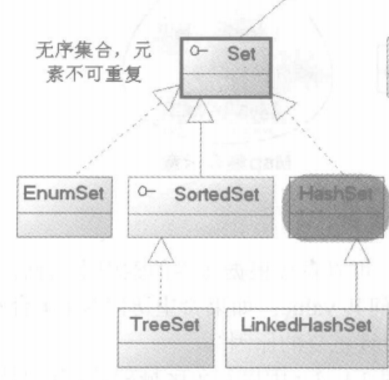 无序集合，元
素不可重复
Set
EnumSet
SortedSet
HashSet
TreeSet
LinkedHashSet